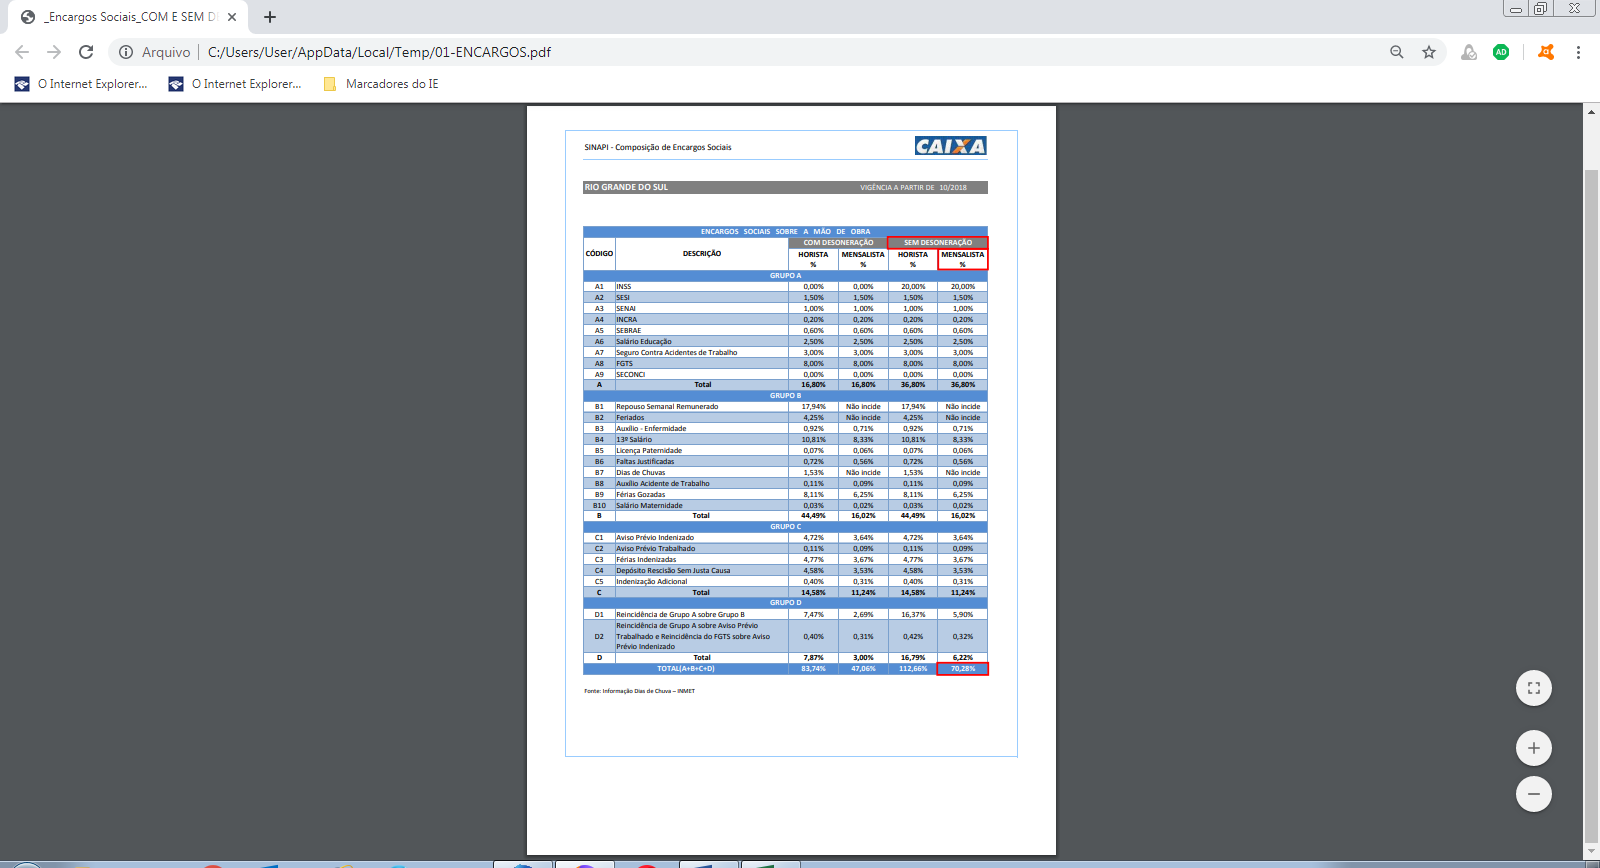 _Encargos Sociais_COM E SEM D
Arquivo C:/Users/User/AppData/Local/Temp/01-ENCARGOS.pdf
AD
O Internet Explorer... O Internet Explorer... Marcadores do IE
SINAPI - Composição de Encargos Sociais CAIXA
RIO GRANDE DO SUL VIGÊNCIA A PARTIR DE 10/2018
ENCARGOS SOCIAIS SOBRE A MÃO DE OBRA
CÓDIGO DESCRIÇÃO COM DESONERAÇÃO SEM DESONERAÇÃO
HORISTA % MENSALISTA % HORISTA % MENSALISTA %
GRUPO A
A1 INSS 0,00% 0,00% 20,00% 20,00%
A2 SESI 1,50% 1,50% 1,50% 1,50%
A3 SENAI 1,00% 1,00% 1,00% 1,00%
A4 INCRA 0,20% 0,20% 0,20% 0,20%
A5 SEBRAE 0,60% 0,60% 0,60% 0,60%
A6 Salário Educação 2,50% 2,50% 2,50% 2,50%
A7 Seguro Contra Acidentes de Trabalho 3,00% 3,00% 3,00% 3,00%
A8 FGTS 8,00% 8,00% 8,00% 8,00%
A9 SECONCI 0,00% 0,00% 0,00% 0,00%
A Total 16,80% 16,80% 36,80% 36,80%
GRUPO B
B1 Repouso Semanal Remunerado 17,94% Não incide 17,94% Não incide
B2 Feriados 4,25% Não incide 4,25% Não incide
B3 Auxílio - Enfermidade 0,92% 0,71% 0,92% 0,71%
B4 13º Salário 10,81% 8,33% 10,81% 8,33%
B5 Licença Paternidade 0,07% 0,06% 0,07% 0,06%
B6 Faltas Justificadas 0,72% 0,56% 0,72% 0,56%
B7 Dias de Chuvas 1,53% Não incide 1,53% Não incide
B8 Auxílio Acidente de Trabalho 0,11% 0,09% 0,11% 0,09%
B9 Férias Gozadas 8,11% 6,25% 8,11% 6,25%
B10 Salário Maternidade 0,03% 0,02% 0,03% 0,02%
B Total 44,49% 16,02% 44,49% 16,02%
GRUPO C
C1 Aviso Prévio Indenizado 4,72% 3,64% 4,72% 3,64%
C2 Aviso Prévio Trabalhado 0,11% 0,09% 0,11% 0,09%
C3 Férias Indenizadas 4,77% 3,67% 4,77% 3,67%
C4 Depósito Rescisão Sem Justa Causa 4,58% 3,53% 4,58% 3,53%
C5 Indenização Adicional 0,40% 0,31% 0,40% 0,31%
C Total 14,58% 11,24% 14,58% 11,24%
GRUPO D
D1 Reincidência de Grupo A sobre Grupo B 7,47% 2,69% 16,37% 5,90%
Reincidência de Grupo A sobre Aviso Prévio
D2 Trabalhado e Reincidência do FGTS sobre Aviso 0,40% 0,31% 0,42% 0,32%
Prévio Indenizado
D Total 7,87% 3,00% 16,79% 6,22%
TOTAL(A+B+C+D) 83,74% 47,06% 112,66% 70,28%
Fonte: Informação Dias de Chuva – INMET